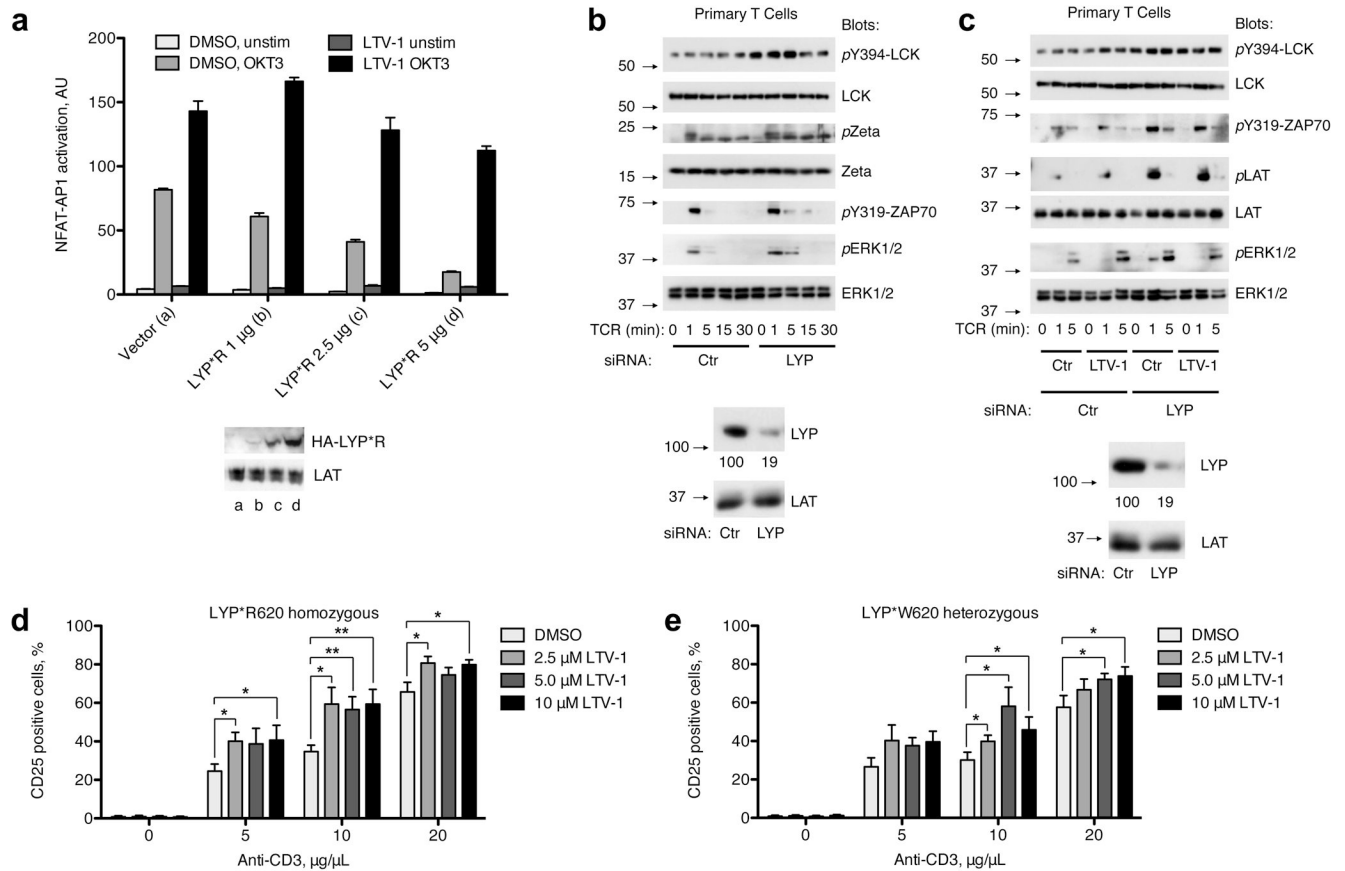 a
200
150
100
50
0
NFAT-AP1 activation, AU
DMSO, unstim
DMSO, OKT3
LTV-1 unstim
LTV-1 OKT3
Vector (a)
LYP*R 1 µg (b)
LYP*R 2.5 µg (c)
LYP*R 5 µg (d)
HA-LYP*R
LAT
a b c d
b
Primary T Cells
Blots:
50 → pY394-LCK
50 → LCK
25 → pZeta
15 → Zeta
75 → pY319-ZAP70
37 → pERK1/2
37 → ERK1/2
TCR (min): 0 1 5 15 30 0 1 5 15 30
siRNA: Ctr LYP
100 → LYP
100 19
37 → LAT
siRNA: Ctr LYP
c
Primary T Cells
Blots:
50 → pY394-LCK
50 → LCK
75 → pY319-ZAP70
37 → pLAT
37 → LAT
37 → pERK1/2
37 → ERK1/2
TCR (min): 0 1 5 0 1 5 0 1 5 0 1 5
Ctr LTV-1 Ctr LTV-1
siRNA: Ctr LYP
100 → LYP
100 19
37 → LAT
siRNA: Ctr LYP
d
LYP*R620 homozygous
100
80
60
40
20
0
CD25 positive cells, %
* *
* ** **
* *
DMSO
2.5 µM LTV-1
5.0 µM LTV-1
10 µM LTV-1
0 5 10 20
Anti-CD3, µg/µL
e
LYP*W620 heterozygous
100
80
60
40
20
0
CD25 positive cells, %
* * *
* *
DMSO
2.5 µM LTV-1
5.0 µM LTV-1
10 µM LTV-1
0 5 10 20
Anti-CD3, µg/µL